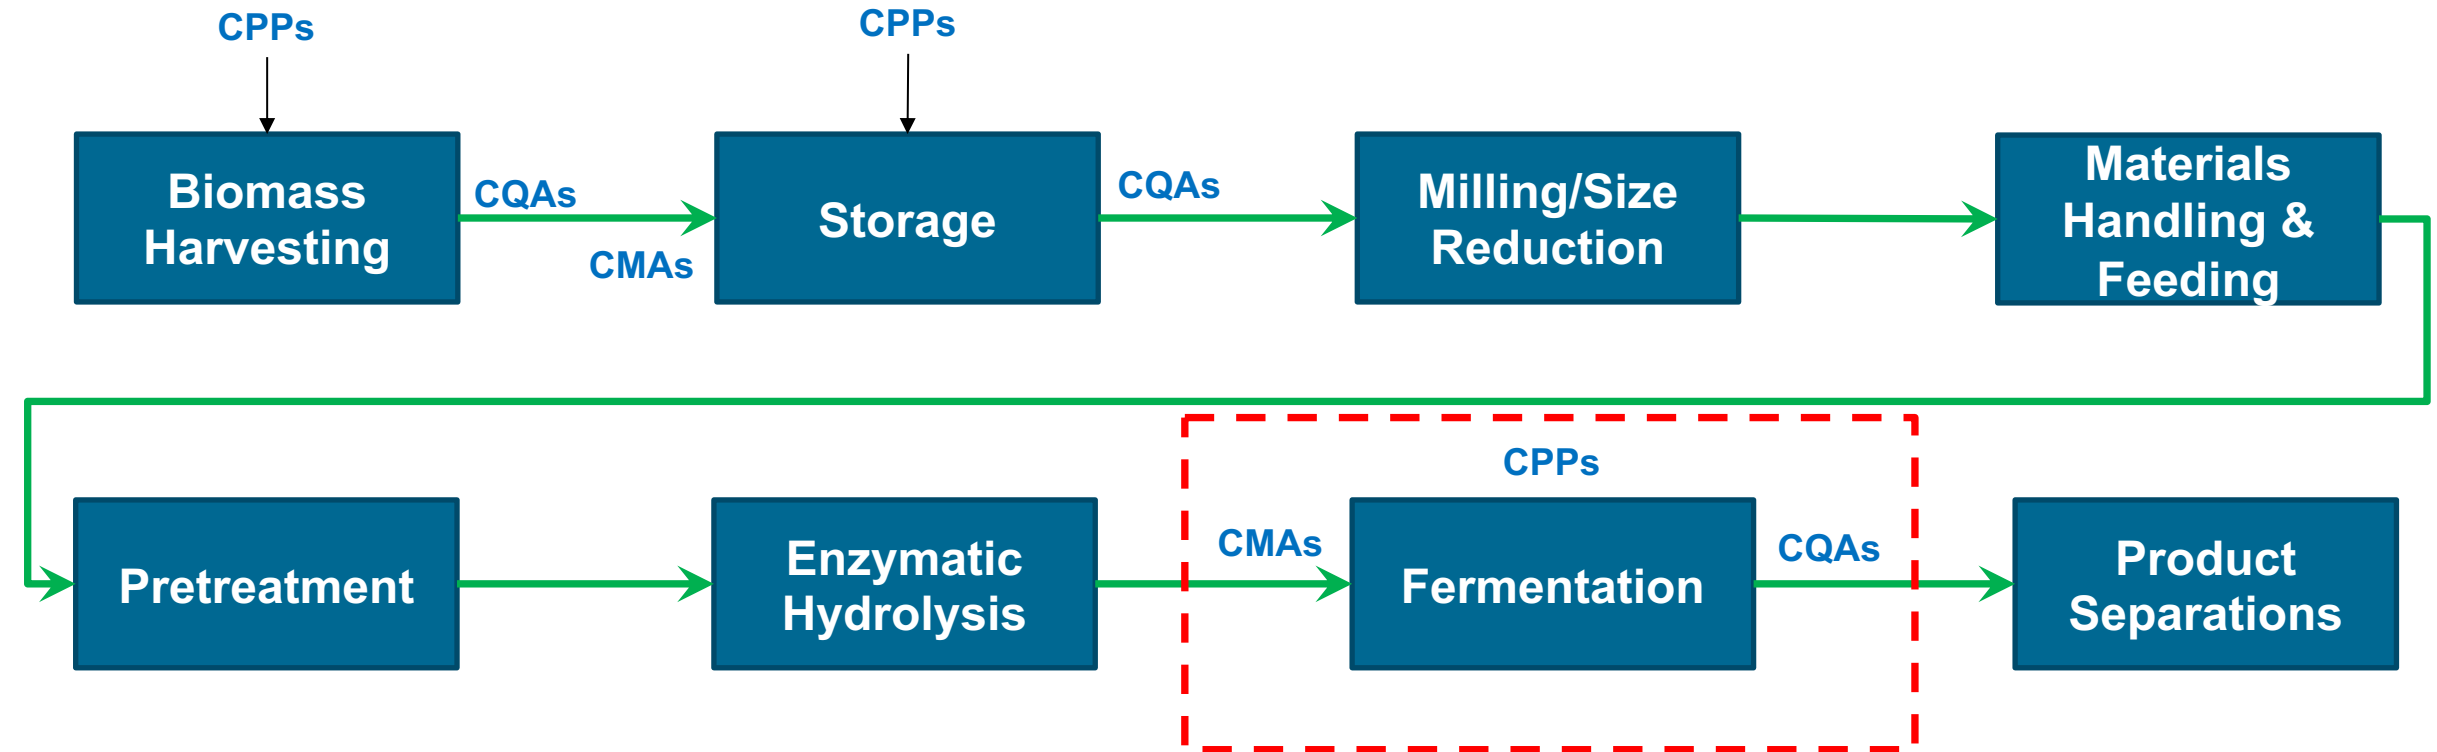 CPPs
CPPs
Biomass
Harvesting
CQAs
CMAs
Storage
CQAs
Milling/Size
Reduction
Materials
Handling &
Feeding
Pretreatment
Enzymatic
Hydrolysis
CMAs
CPPs
Fermentation
CQAs
Product
Separations